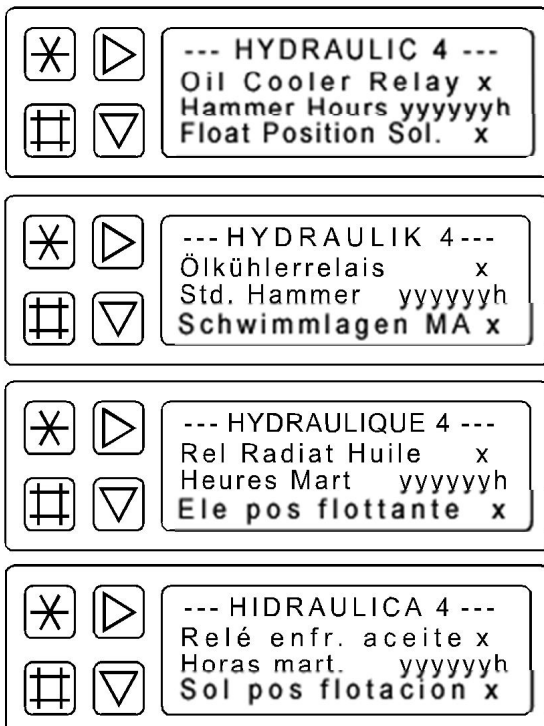 --- HYDRAULIC 4 ---
Oil Cooler Relay x
Hammer Hours yyyyyyh
Float Position Sol. x
--- HYDRAULIK 4 ---
Ölkühlerrelais x
Std. Hammer yyyyyyh
Schwimmlagen MA x
--- HYDRAULIQUE 4 ---
Rel Radiat Huile x
Heures Mart yyyyyyh
Ele pos flottante x
--- HIDRAULICA 4 ---
Relé enfr. aceite x
Horas mart. yyyyyyh
Sol pos flotacion x